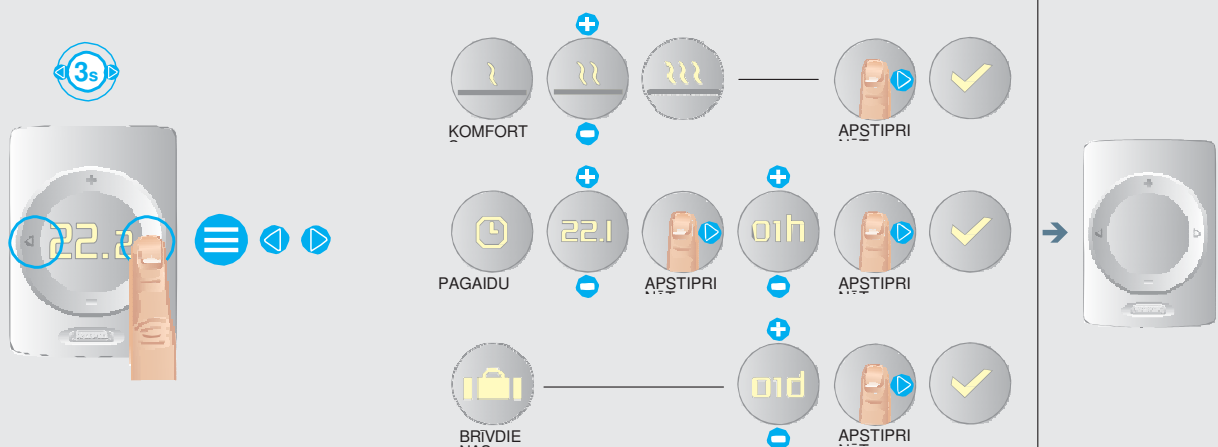 3s
22.2
KOMFORT
APSTIPRI
22.1
01h
PAGAIDU
APSTIPRI
APSTIPRI
01d
BRĪVDIE
APSTIPRI